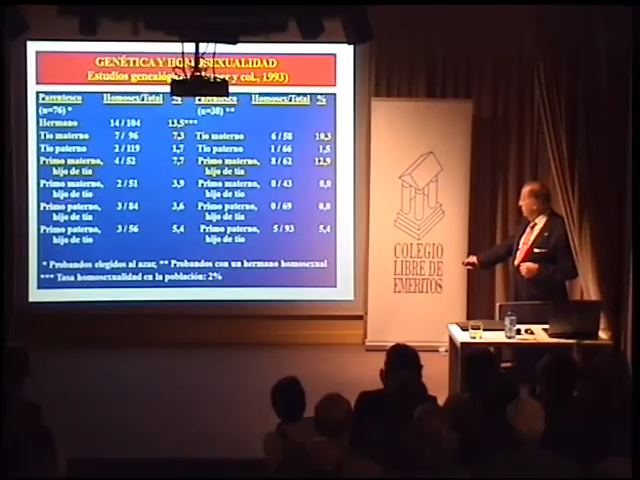 GENÉTICA Y HOMOSEXUALIDAD
Estudios genealógicos y col., 1993)
Parentesco Homosex/Total % Parentesco Homosex/Total %
(n=76) * (n=38) **
Hermano 14 / 104 13,5***
Tío materno 7 / 96 7,3 Tío materno 6 / 58 10,3
Tío paterno 2 / 119 1,7 Tío paterno 1 / 66 1,5
Primo materno, 4 / 52 7,7 Primo materno, 8 / 62 12,9
hijo de tía hijo de tía
Primo materno, 2 / 51 3,9 Primo materno, 0 / 43 0,0
hijo de tío hijo de tío
Primo paterno, 3 / 84 3,6 Primo paterno, 0 / 69 0,0
hijo de tía hijo de tía
Primo paterno, 3 / 56 5,4 Primo paterno, 5 / 93 5,4
hijo de tío hijo de tío
* Probandos elegidos al azar, ** Probandos con un hermano homosexual
*** Tasa homosexualidad en la población: 2%
COLEGIO
LIBRE DE
EMÉRITOS